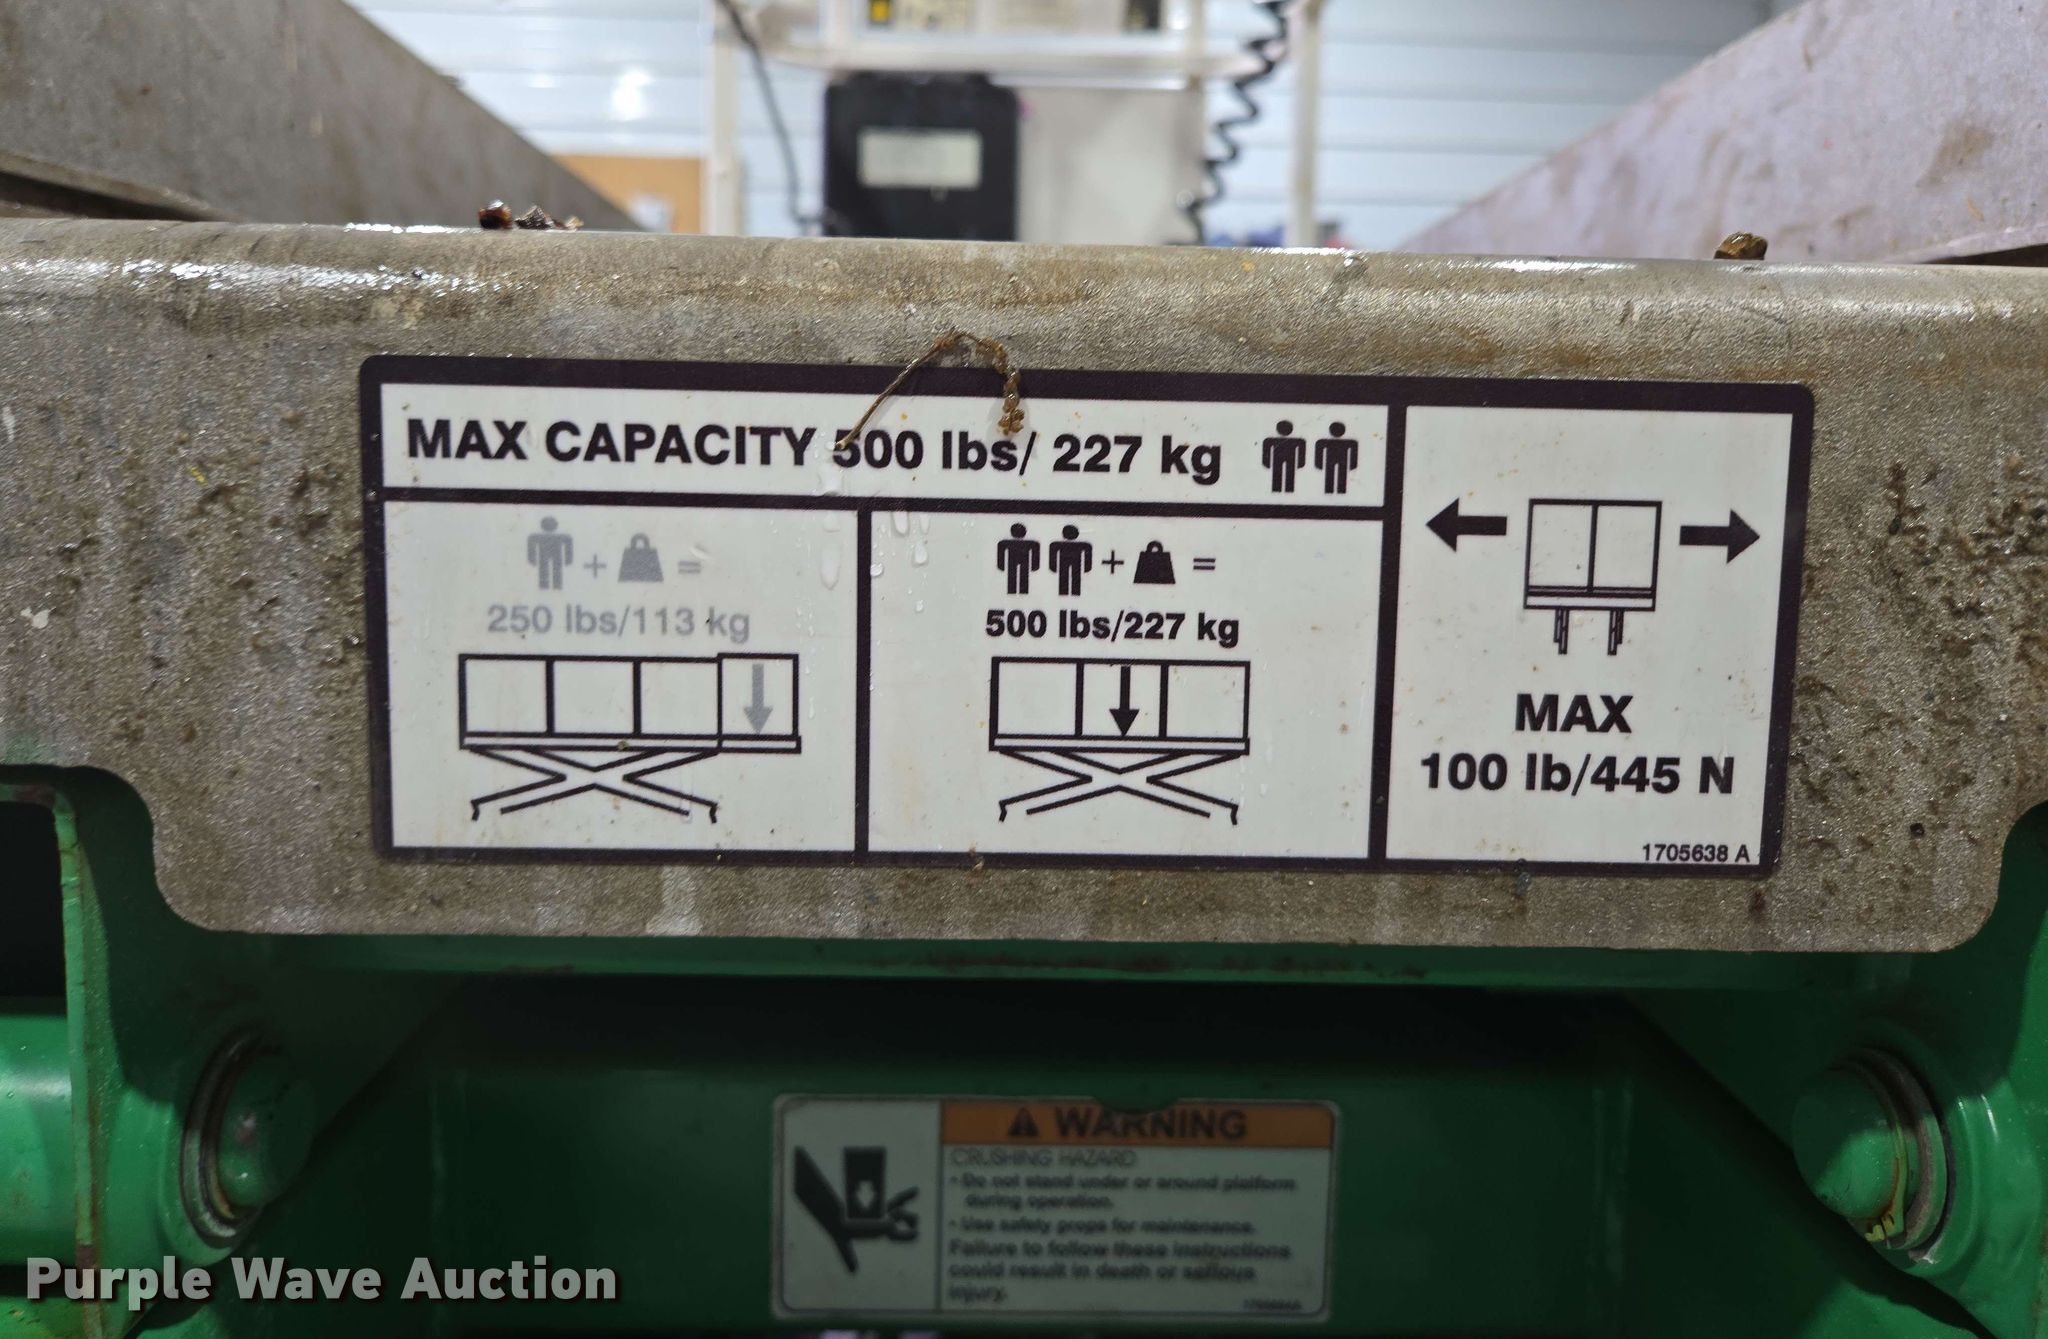 MAX CAPACITY 500 lbs/ 227 kg
+ =
250 lbs/113 kg
+ =
500 lbs/227 kg
MAX
100 lb/445 N
1705638 A
WARNING
CRUSHING HAZARD
• Do not stand under or around platform
during operation.
• Use safety props for maintenance.
Failure to follow these instructions
could result in death or serious
injury.
Purple Wave Auction